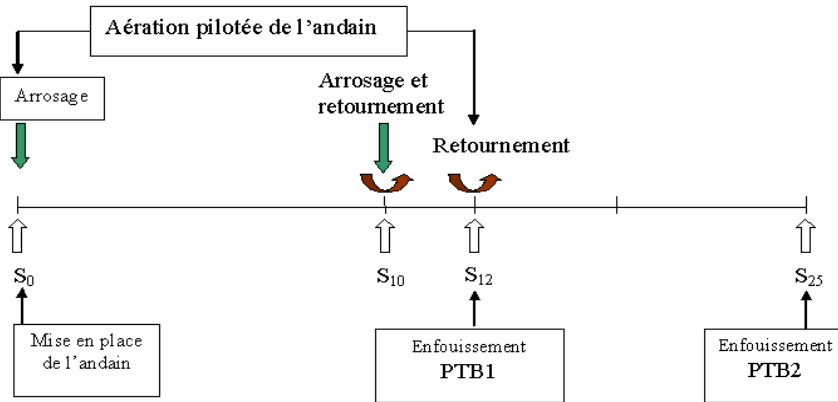 Aération pilotée de l'andain
Arrosage
Arrosage et
retournement
Retournement
S0
S10
S12
S25
Mise en place
de l'andain
Enfouissement
PTB1
Enfouissement
PTB2